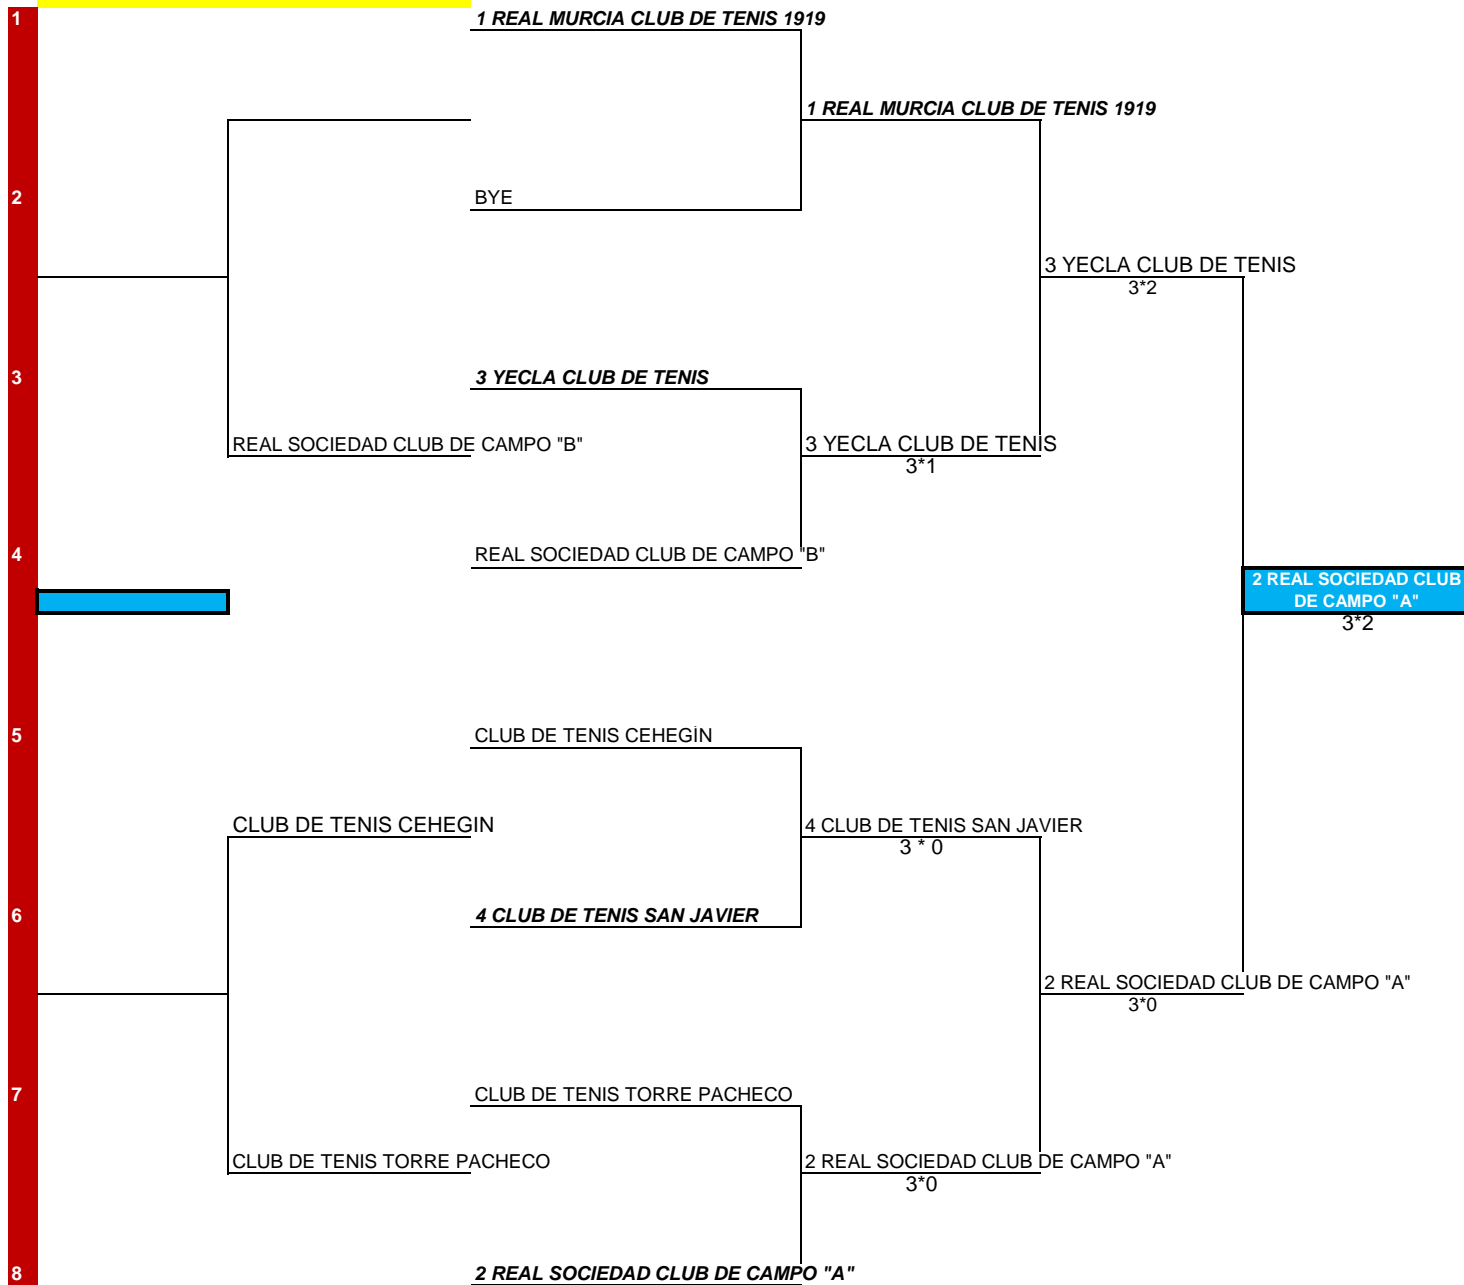 1
1 REAL MURCIA CLUB DE TENIS 1919
1 REAL MURCIA CLUB DE TENIS 1919
2
BYE
3 YECLA CLUB DE TENIS
3*2
3
3 YECLA CLUB DE TENIS
REAL SOCIEDAD CLUB DE CAMPO "B"
3 YECLA CLUB DE TENIS
3*1
4
REAL SOCIEDAD CLUB DE CAMPO "B"
2 REAL SOCIEDAD CLUB
DE CAMPO "A"
3*2
5
CLUB DE TENIS CEHEGÍN
CLUB DE TENIS CEHEGIN
4 CLUB DE TENIS SAN JAVIER
3 * 0
6
4 CLUB DE TENIS SAN JAVIER
2 REAL SOCIEDAD CLUB DE CAMPO "A"
3*0
7
CLUB DE TENIS TORRE PACHECO
CLUB DE TENIS TORRE PACHECO
2 REAL SOCIEDAD CLUB DE CAMPO "A"
3*0
8
2 REAL SOCIEDAD CLUB DE CAMPO "A"